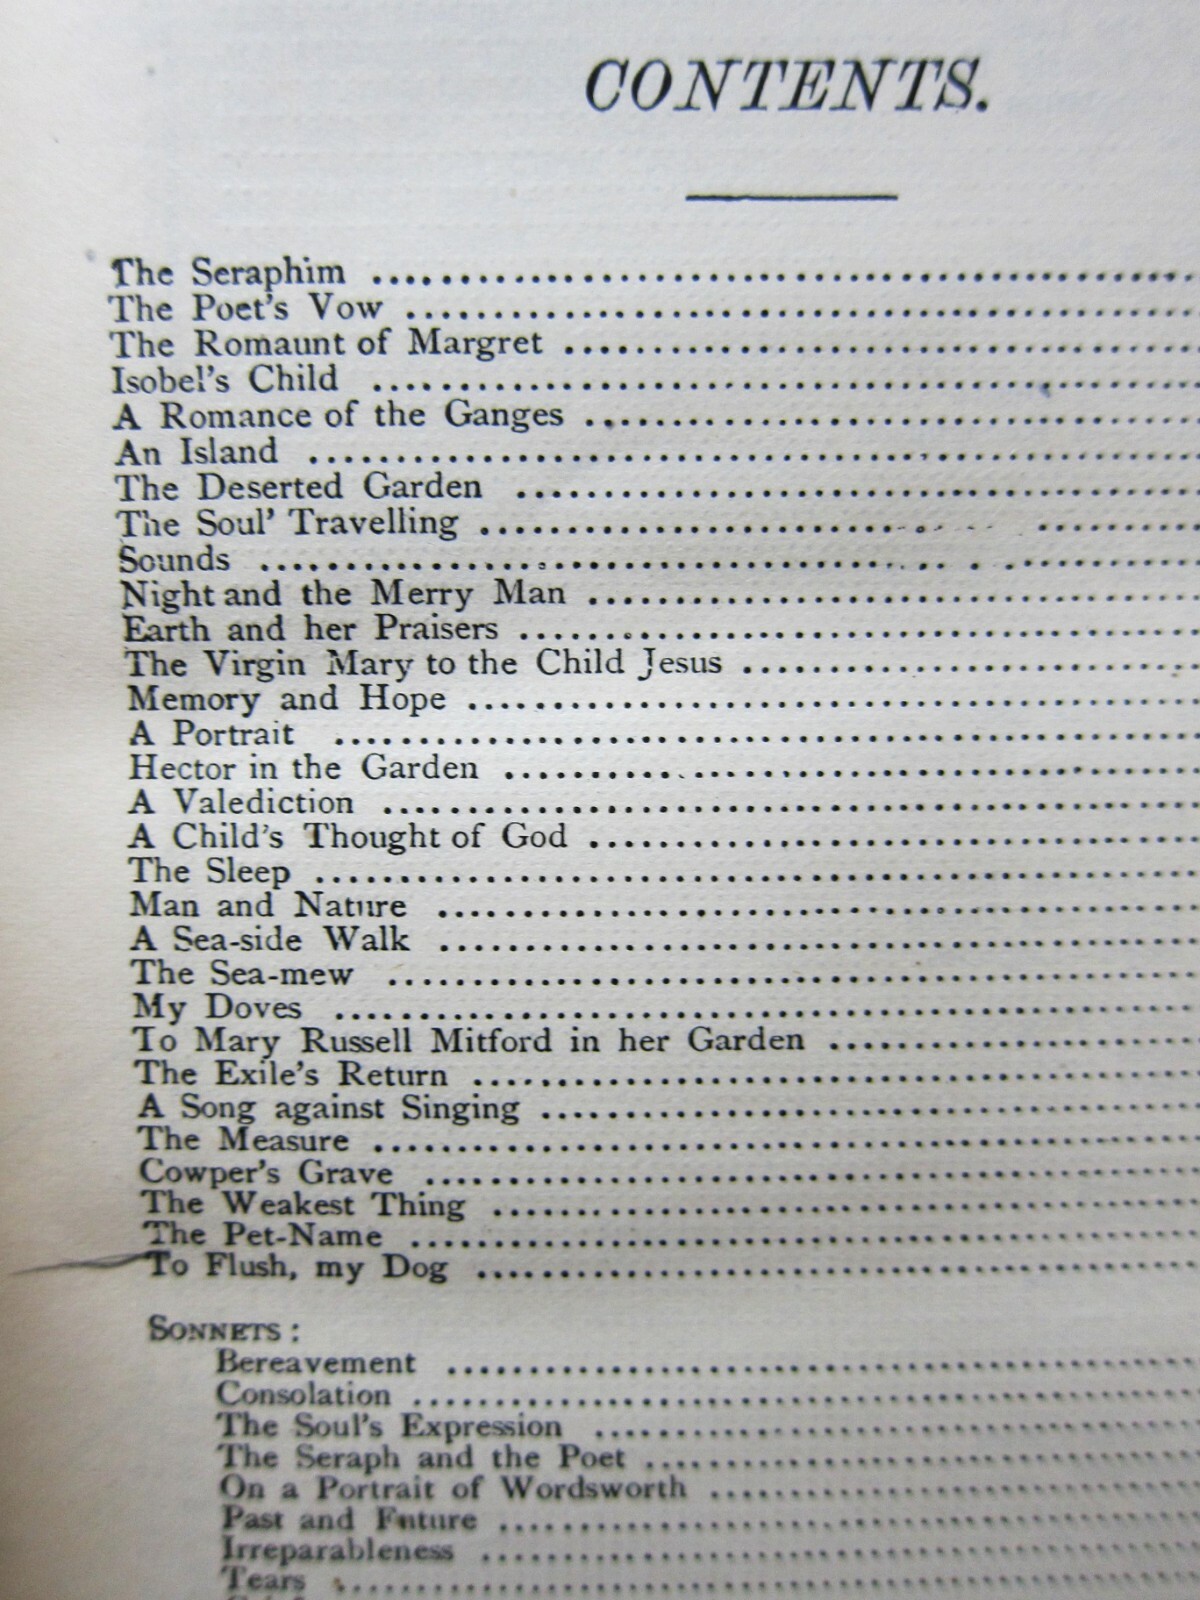 CONTENTS.
The Seraphim
The Poet's Vow
The Romaunt of Margret
Isobel's Child
A Romance of the Ganges
An Island
The Deserted Garden
The Soul' Travelling
Sounds
Night and the Merry Man
Earth and her Praisers
The Virgin Mary to the Child Jesus
Memory and Hope
A Portrait
Hector in the Garden
A Valediction
A Child's Thought of God
The Sleep
Man and Nature
A Sea-side Walk
The Sea-mew
My Doves
To Mary Russell Mitford in her Garden
The Exile's Return
A Song against Singing
The Measure
Cowper's Grave
The Weakest Thing
The Pet-Name
To Flush, my Dog
SONNETS:
Bereavement
Consolation
The Soul's Expression
The Seraph and the Poet
On a Portrait of Wordsworth
Past and Future
Irreparableness
Tears